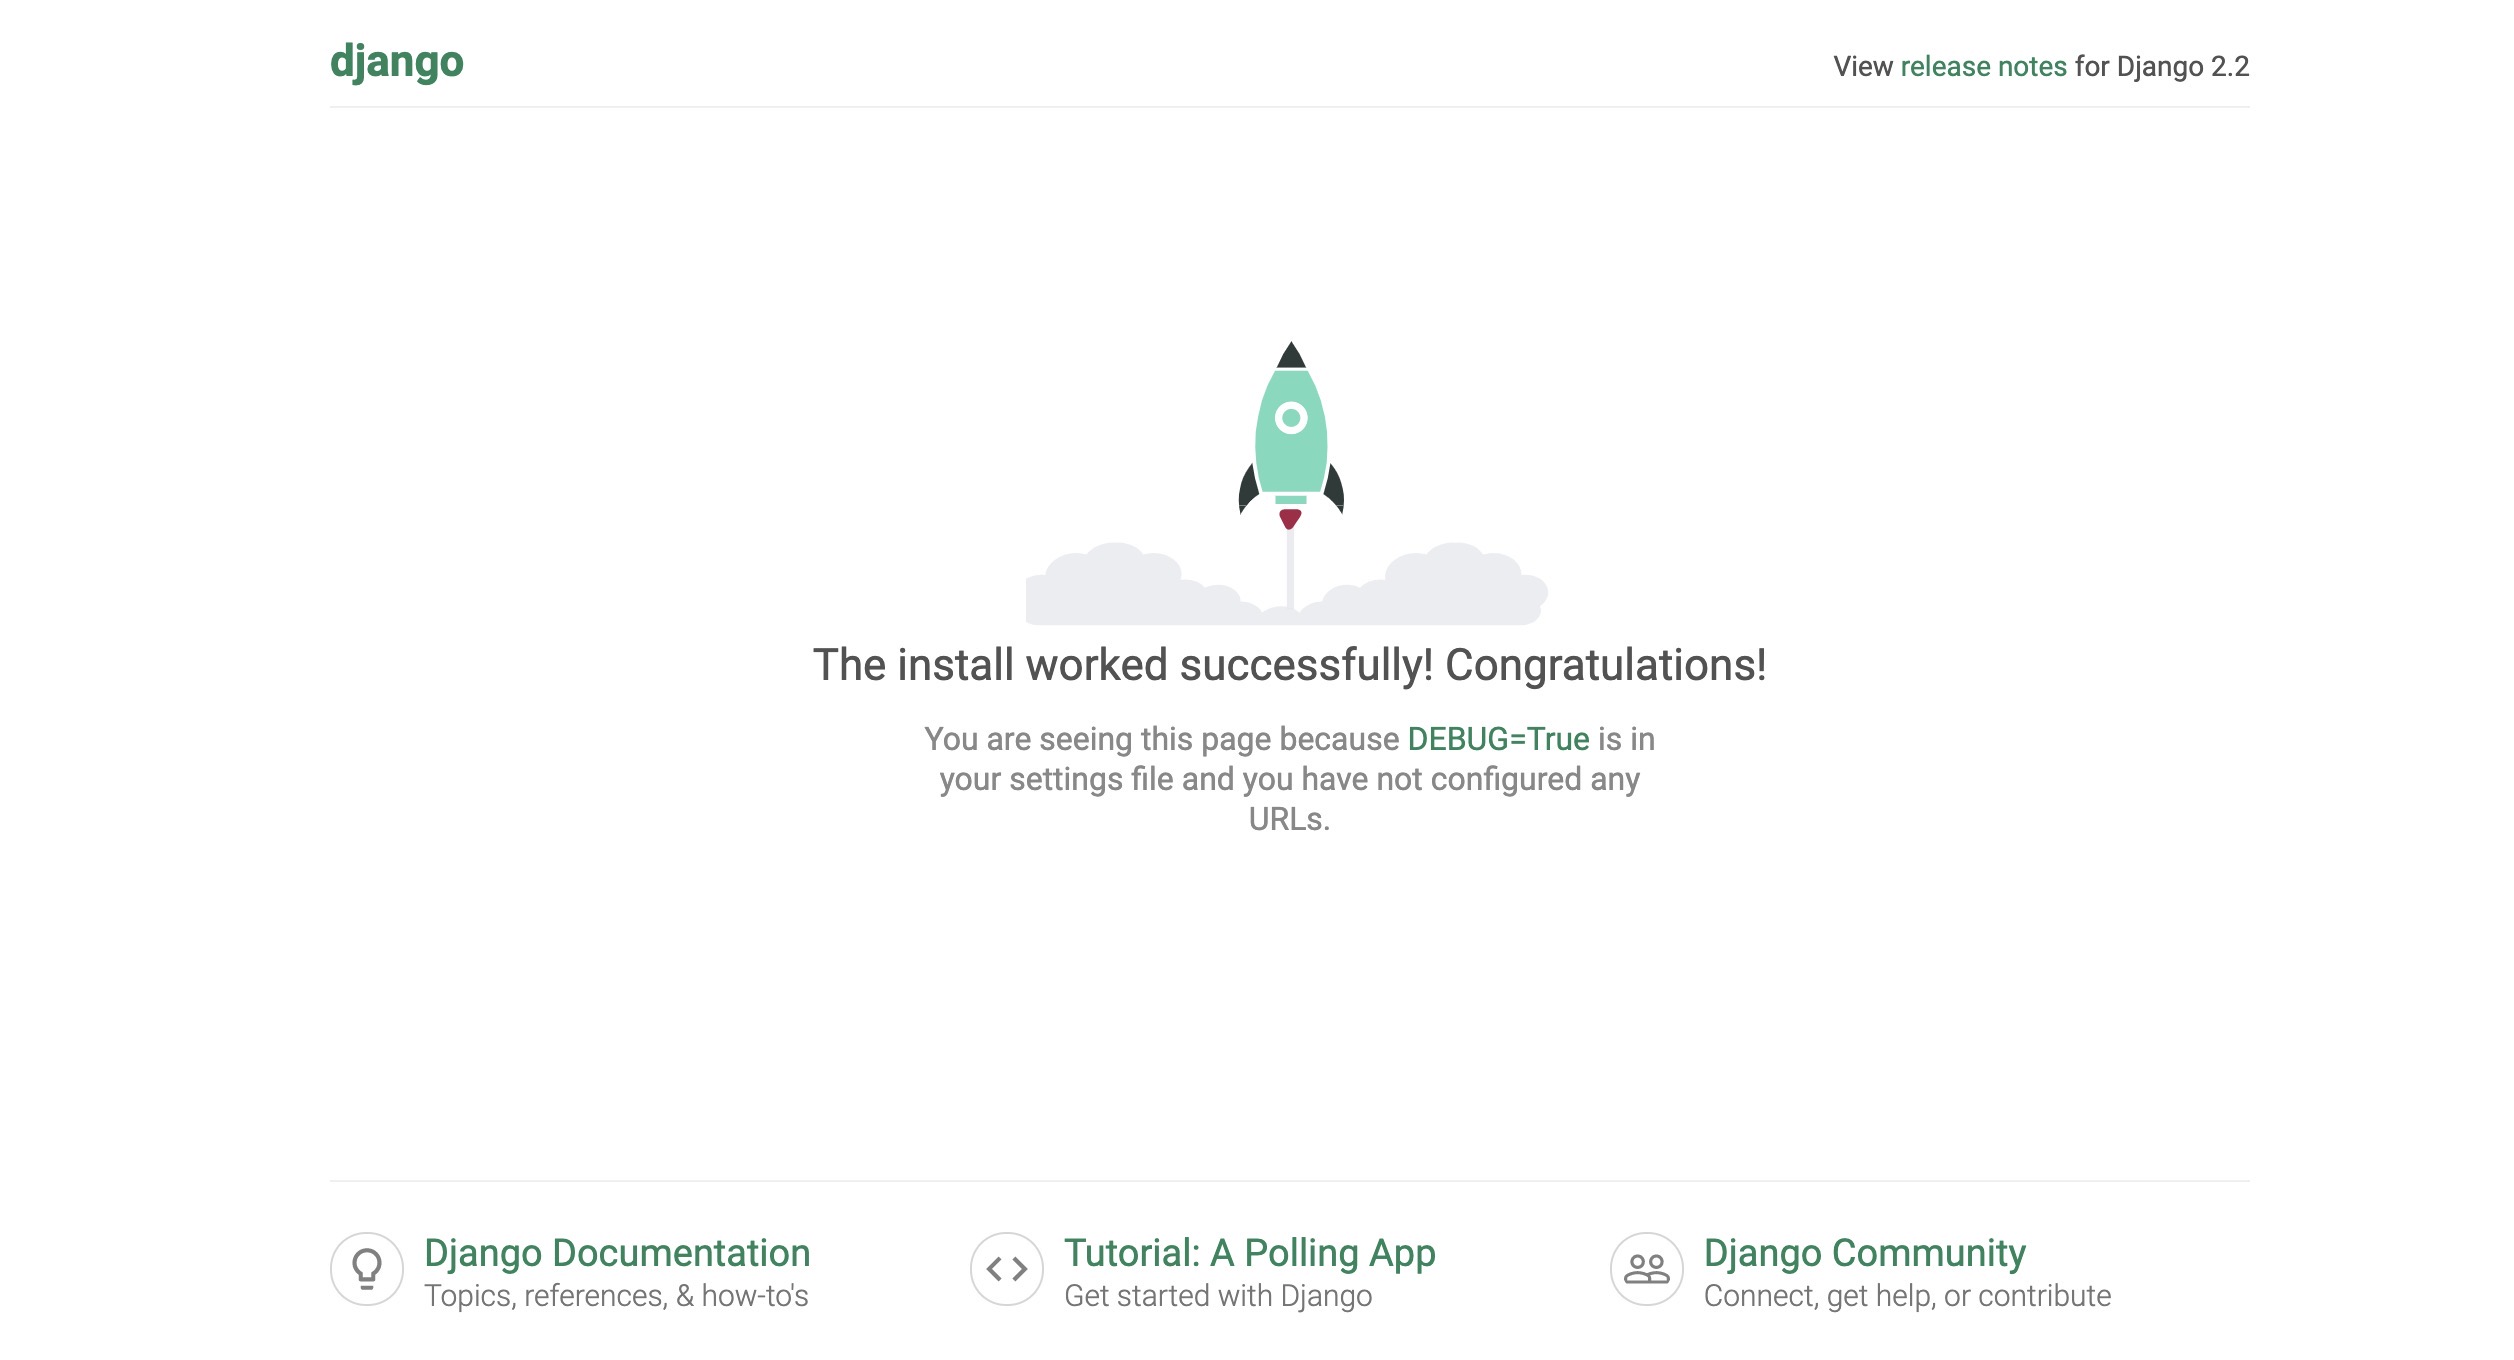 django
View release notes for Django 2.2
The install worked successfully! Congratulations!
You are seeing this page because DEBUG=True is in
your settings file and you have not configured any
URLs.
Django Documentation
Topics, references, & how-to's
Tutorial: A Polling App
Get started with Django
Django Community
Connect, get help, or contribute